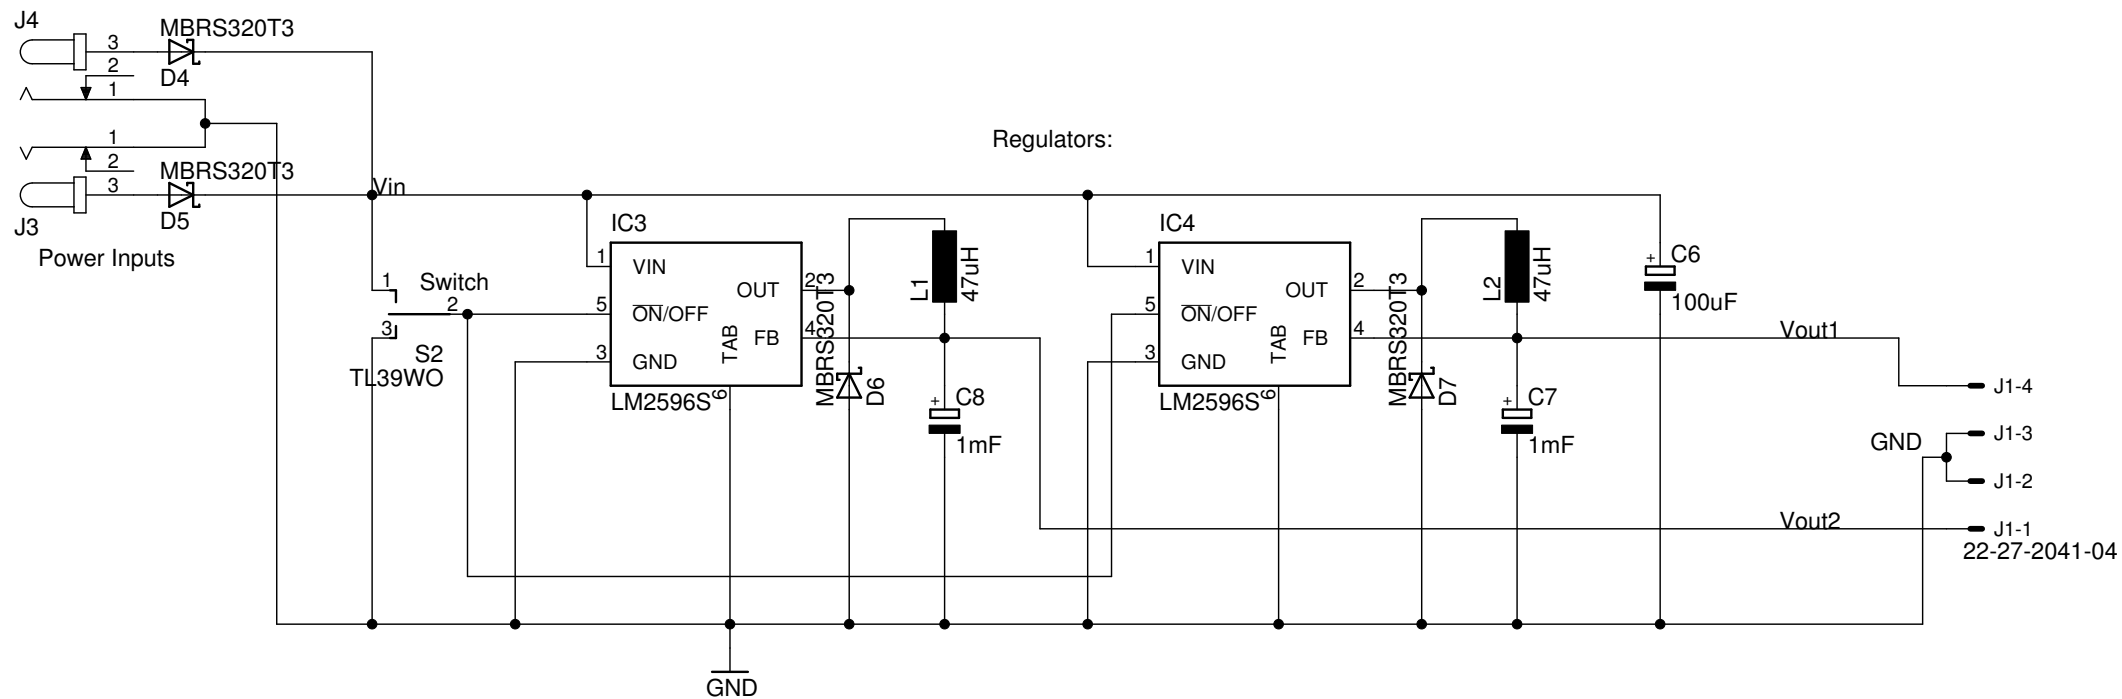 J4
MBRS320T3
3
2
D4
1
1
2
MBRS320T3
3
D5
J3
Power Inputs
Regulators:
Vin
Switch
1
2
3
S2
TL39WO
IC3
1
VIN
5
ON/OFF
3
GND
OUT
2
FB
4
TAB
6
LM2596S
MBRS320T3
D6
L1
47uH
+
C8
1mF
IC4
1
VIN
5
ON/OFF
3
GND
OUT
2
FB
4
TAB
6
LM2596S
MBRS320T3
D7
L2
47uH
+
C7
1mF
+
C6
100uF
Vout1
J1-4
GND
J1-3
J1-2
Vout2
J1-1
22-27-2041-04
GND